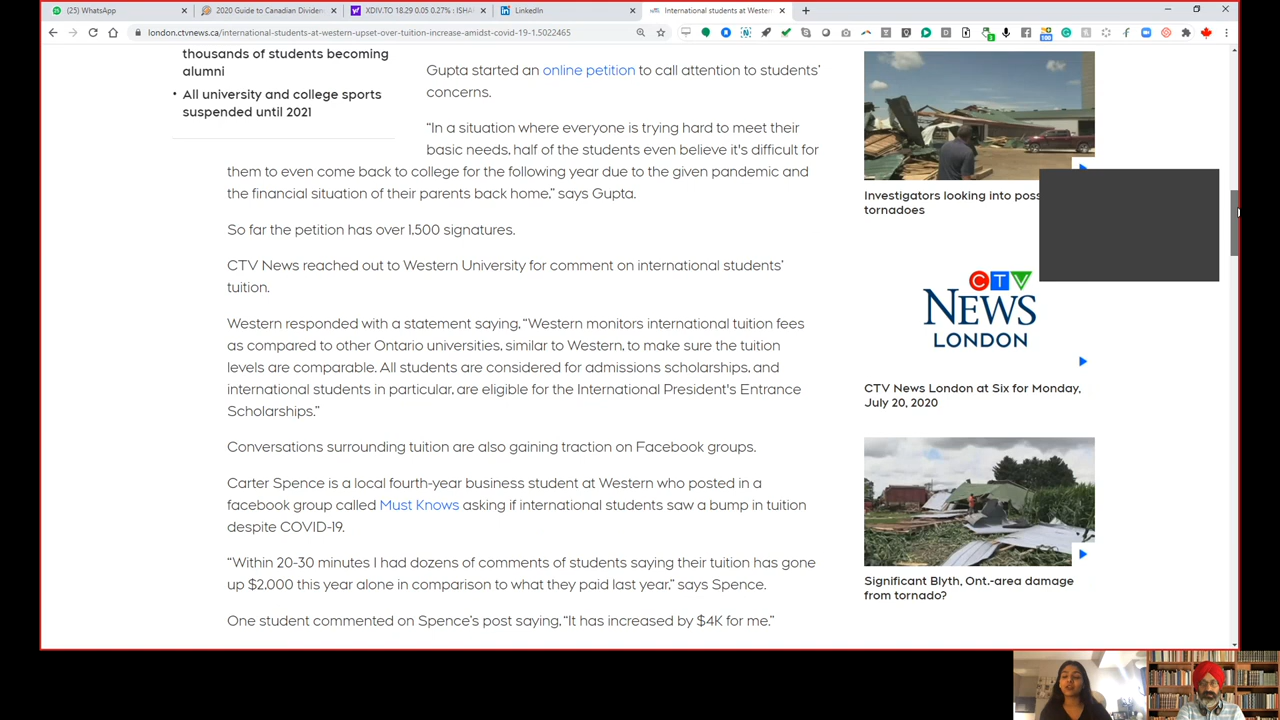 (25) WhatsApp
2020 Guide to Canadian Dividen
XDIV.TO 18.29 0.05 0.27% : ISHA
LinkedIn
International students at Wester
london.ctvnews.ca/international-students-at-western-upset-over-tuition-increase-amidst-covid-19-1.5022465
thousands of students becoming
alumni
• All university and college sports
suspended until 2021
Gupta started an online petition to call attention to students'
concerns.
“In a situation where everyone is trying hard to meet their
basic needs, half of the students even believe it's difficult for
them to even come back to college for the following year due to the given pandemic and
the financial situation of their parents back home,” says Gupta.
So far the petition has over 1,500 signatures.
CTV News reached out to Western University for comment on international students'
tuition.
Western responded with a statement saying, “Western monitors international tuition fees
as compared to other Ontario universities, similar to Western, to make sure the tuition
levels are comparable. All students are considered for admissions scholarships, and
international students in particular, are eligible for the International President's Entrance
Scholarships.”
Conversations surrounding tuition are also gaining traction on Facebook groups.
Carter Spence is a local fourth-year business student at Western who posted in a
facebook group called Must Knows asking if international students saw a bump in tuition
despite COVID-19.
“Within 20-30 minutes I had dozens of comments of students saying their tuition has gone
up $2,000 this year alone in comparison to what they paid last year,” says Spence.
One student commented on Spence's post saying, “It has increased by $4K for me.”
Investigators looking into poss
tornadoes
CTV
NEWS
LONDON
CTV News London at Six for Monday,
July 20, 2020
Significant Blyth, Ont.-area damage
from tornado?